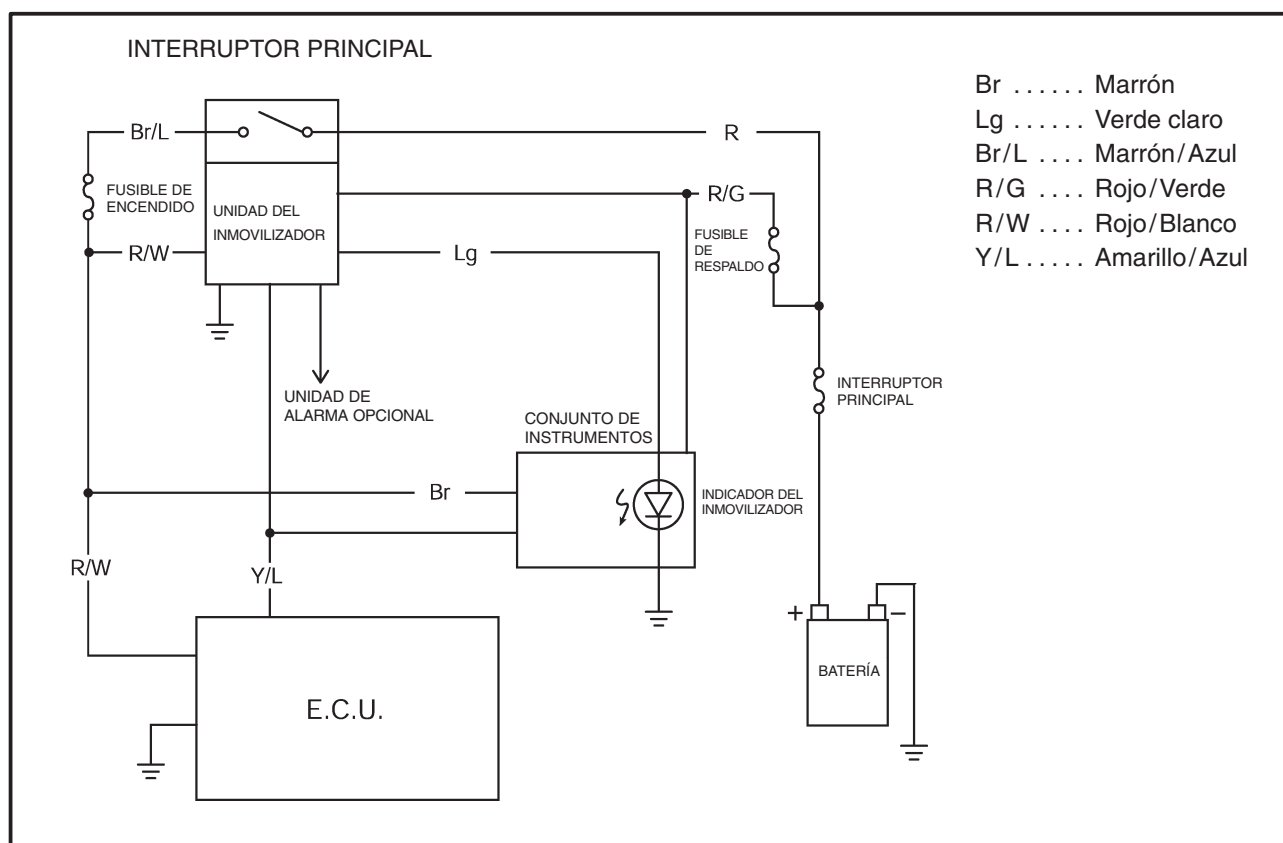 INTERRUPTOR PRINCIPAL
Br ...... Marrón
Lg ...... Verde claro
Br/L .... Marrón/Azul
R/G .... Rojo/Verde
R/W .... Rojo/Blanco
Y/L ..... Amarillo/Azul
Br/L
R
FUSIBLE DE
ENCENDIDO
UNIDAD DEL
INMOVILIZADOR
R/G
FUSIBLE
DE
RESPALDO
R/W
Lg
UNIDAD DE
ALARMA OPCIONAL
INTERRUPTOR
PRINCIPAL
CONJUNTO DE
INSTRUMENTOS
Br
INDICADOR DEL
INMOVILIZADOR
R/W
Y/L
+
−
BATERÍA
E.C.U.